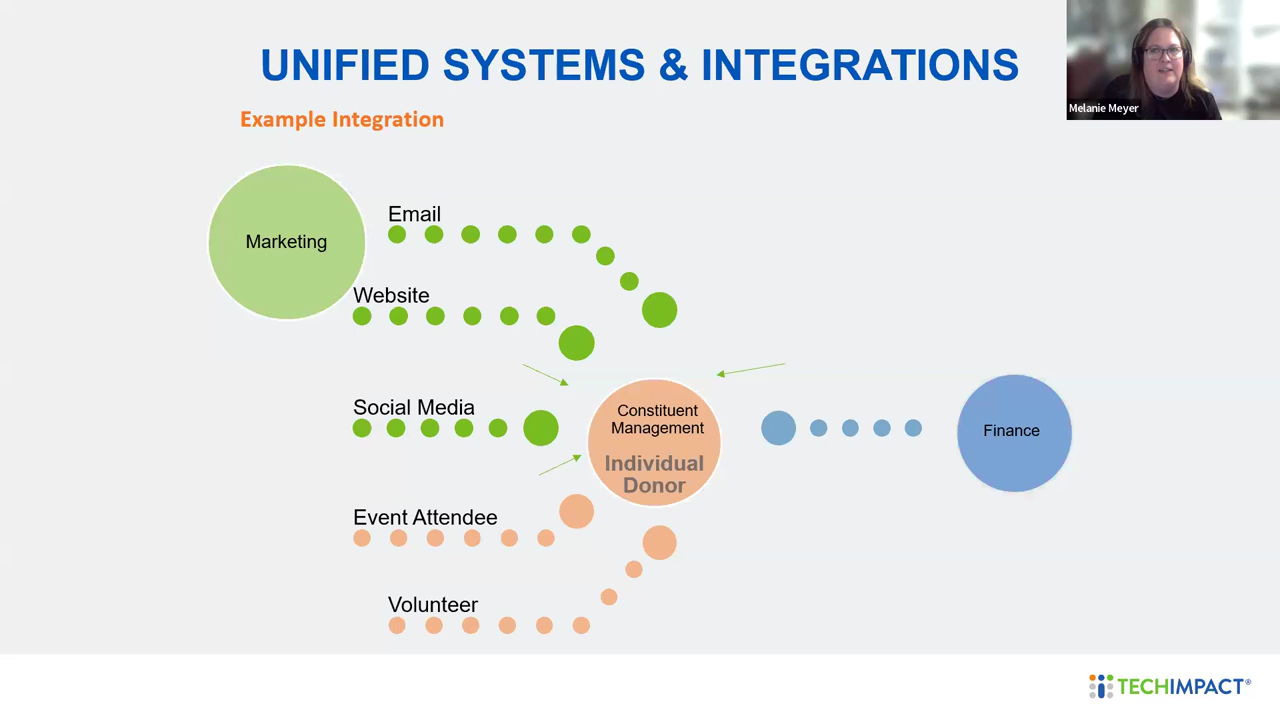 UNIFIED SYSTEMS & INTEGRATIONS
Melanie Meyer
Example Integration
Marketing
Email
Website
Social Media
Event Attendee
Volunteer
Constituent
Management
Individual
Donor
Finance
TECHIMPACT®